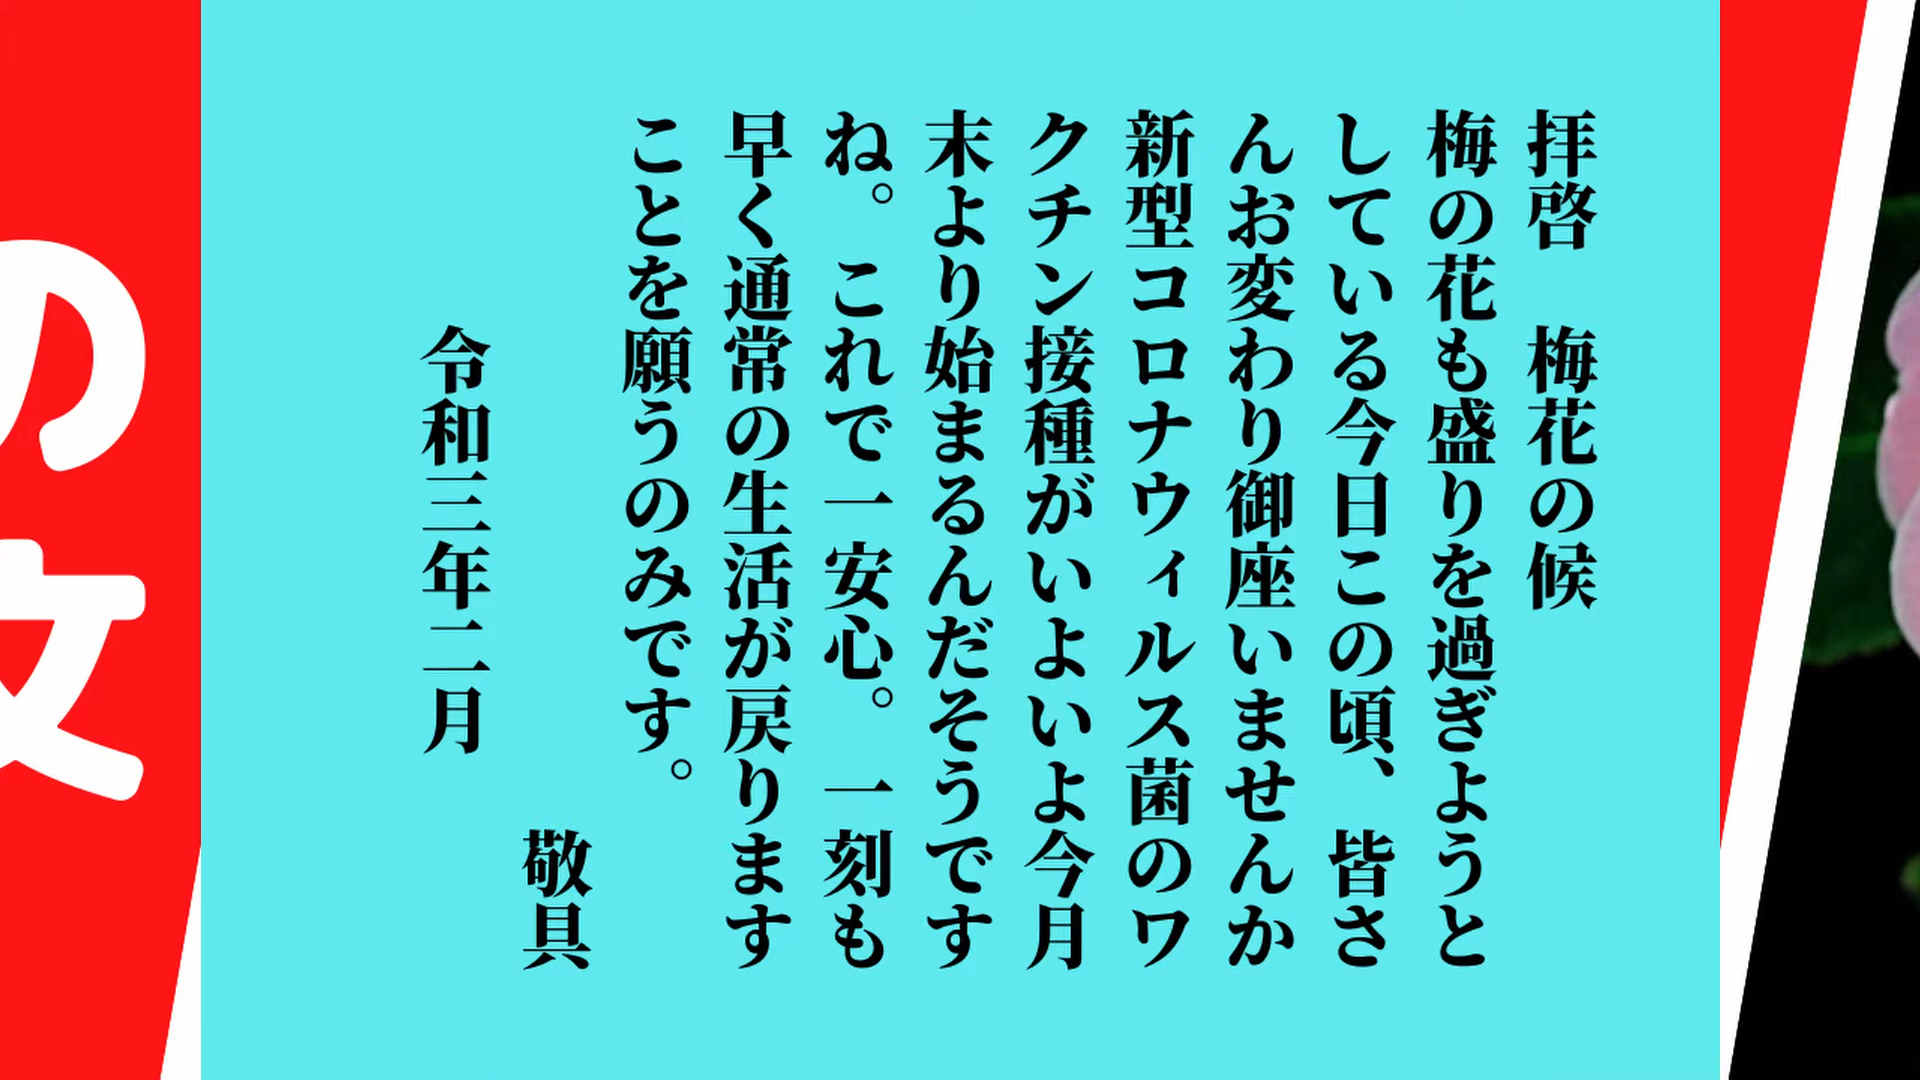 拝啓　梅花の候
梅の花も盛りを過ぎようと
している今日この頃、皆さ
んお変わり御座いませんか
新型コロナウィルス菌のワ
クチン接種がいよいよ今月
末より始まるんだそうです
ね。これで一安心。一刻も
早く通常の生活が戻ります
ことを願うのみです。
敬具
令和三年二月
の